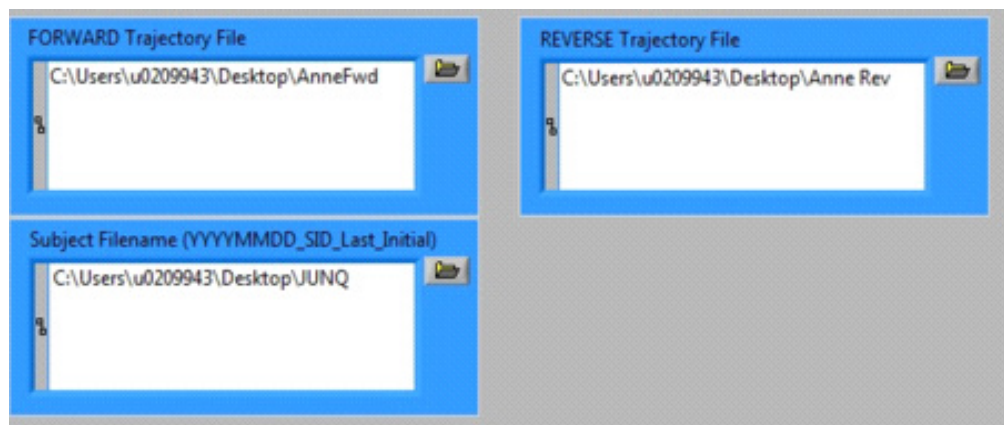 FORWARD Trajectory File
C:\Users\u0209943\Desktop\AnneFwd
REVERSE Trajectory File
C:\Users\u0209943\Desktop\Anne Rev
Subject Filename (YYYYMMDD_SID_Last_Initial)
C:\Users\u0209943\Desktop\JUNQ